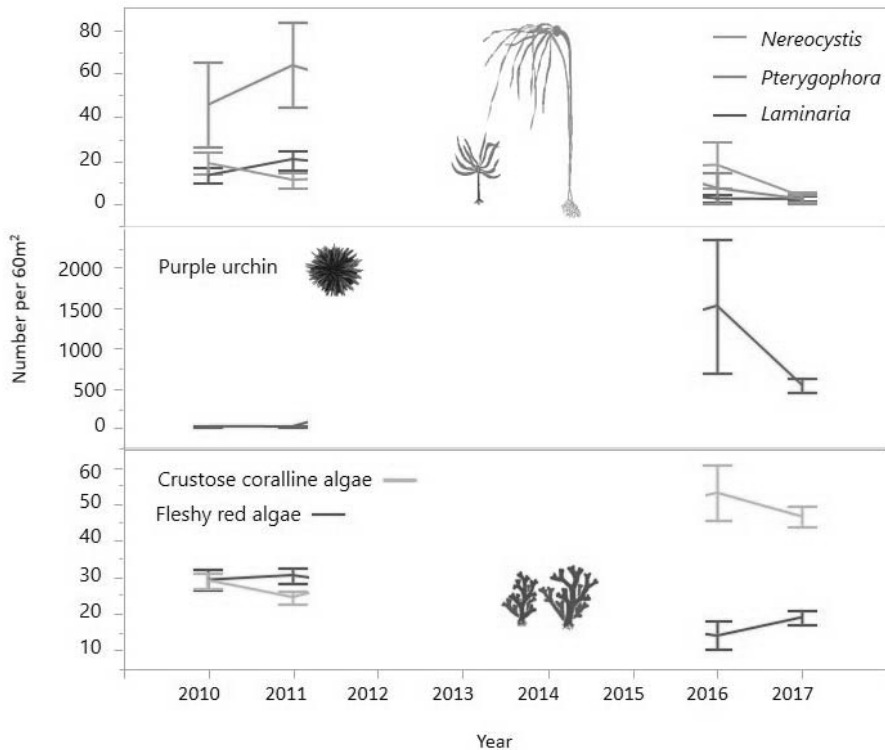 80
60
40
20
0
Nereocystis
Pterygophora
Laminaria
Number per 60m²
Purple urchin
2000
1500
1000
500
0
Crustose coralline algae
Fleshy red algae
60
50
40
30
20
10
2010 2011 2012 2013 2014 2015 2016 2017
Year